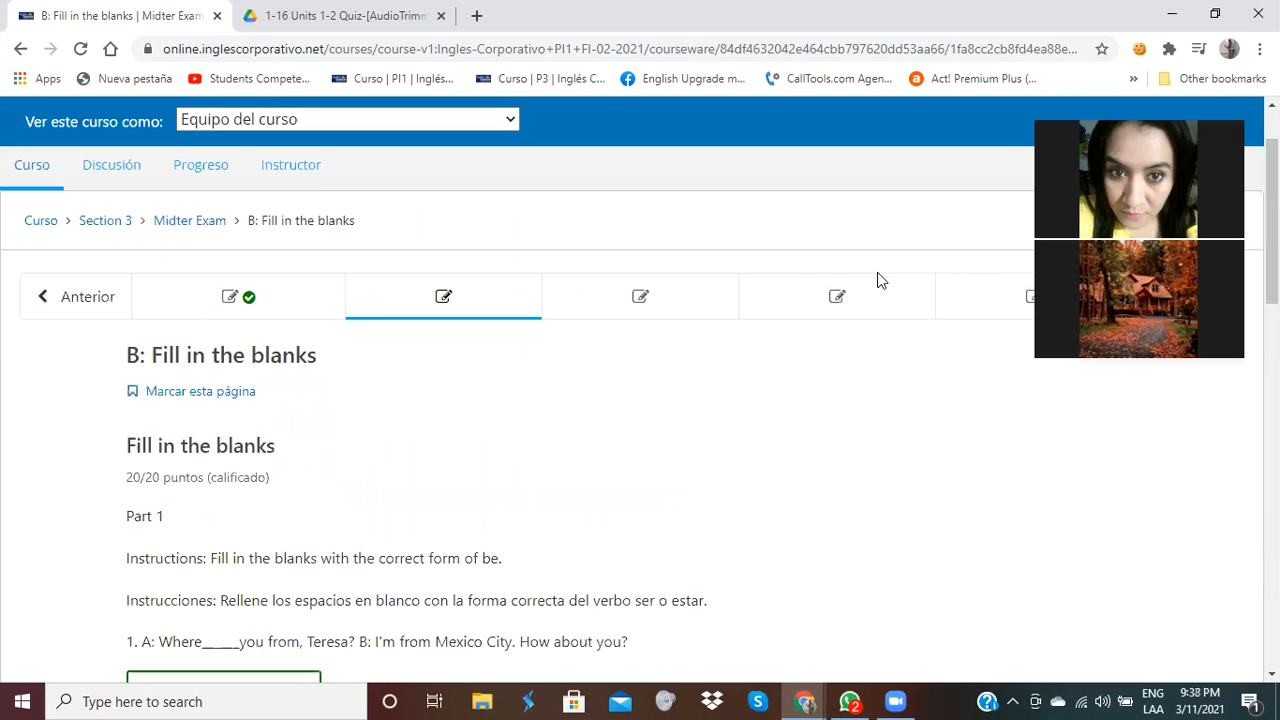 B: Fill in the blanks | Midter Exam
1-16 Units 1-2 Quiz-[AudioTrimm
online.inglescorporativo.net/courses/course-v1:Ingles-Corporativo+PI1+FI-02-2021/courseware/84df4632042e464cbb797620dd53aa66/1fa8cc2cb8fd4ea88e...
Apps
Nueva pestaña
Students Compete...
Curso | PI1 | Inglés...
Curso | P3 | Inglés C...
English Upgrade m...
CallTools.com Agen...
Act! Premium Plus (...
»
Other bookmarks
Ver este curso como:
Equipo del curso
Curso
Discusión
Progreso
Instructor
Curso > Section 3 > Midter Exam > B: Fill in the blanks
Anterior
B: Fill in the blanks
Marcar esta página
Fill in the blanks
20/20 puntos (calificado)
Part 1
Instructions: Fill in the blanks with the correct form of be.
Instrucciones: Rellene los espacios en blanco con la forma correcta del verbo ser o estar.
1. A: Where______you from, Teresa? B: I'm from Mexico City. How about you?
Type here to search
2
ENG
LAA
9:38 PM
3/11/2021
1